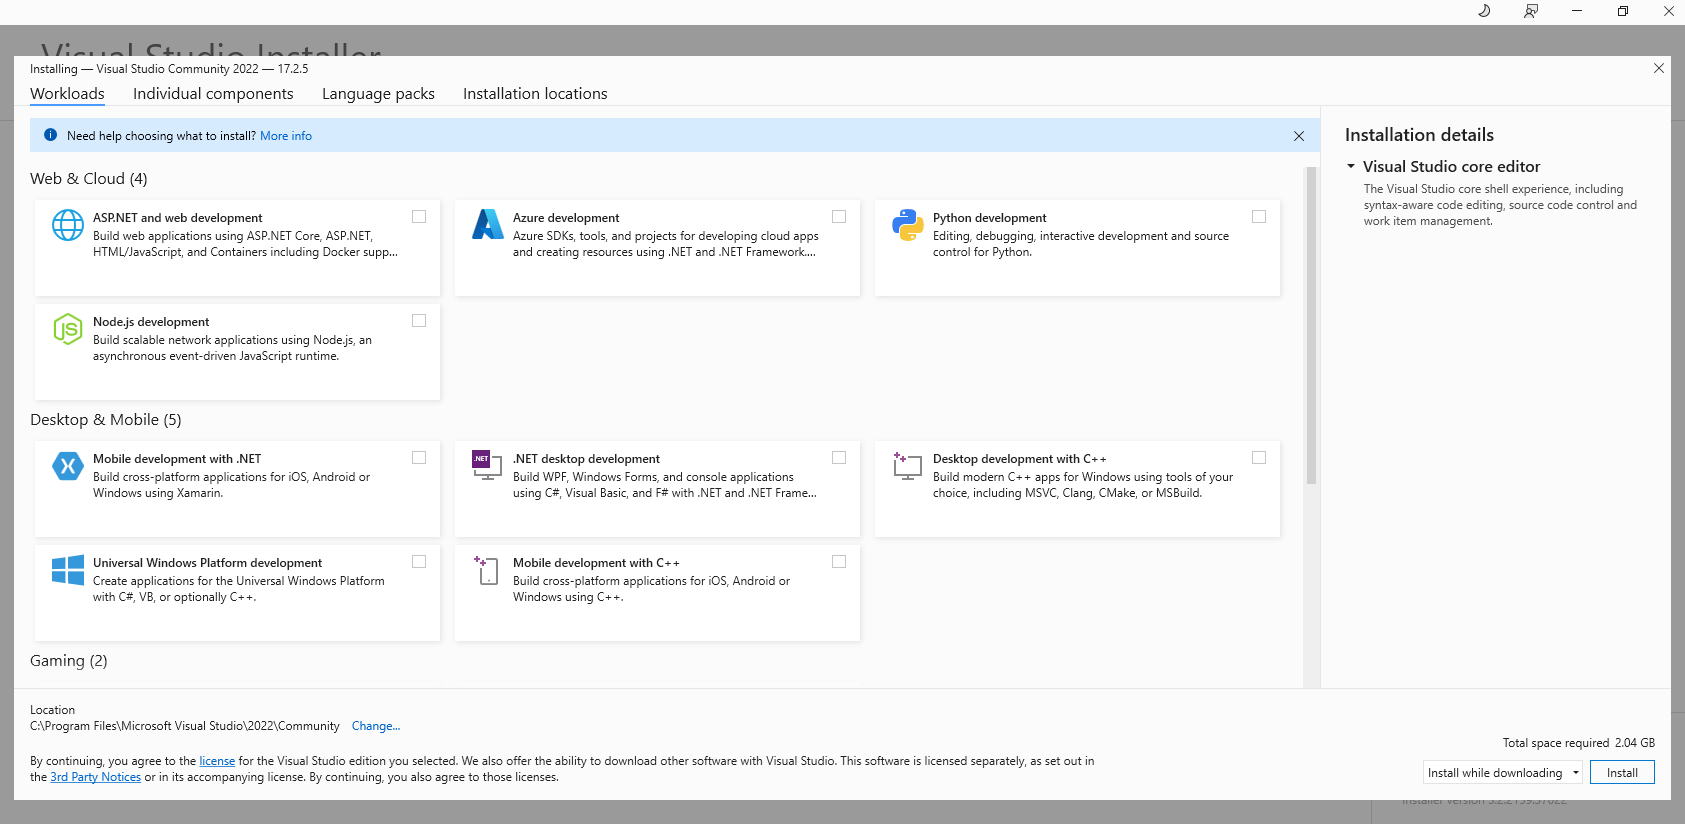 Visual Studio Installer
Installing — Visual Studio Community 2022 — 17.2.5
Workloads
Individual components
Language packs
Installation locations
Need help choosing what to install? More info
Web & Cloud (4)
ASP.NET and web development
Build web applications using ASP.NET Core, ASP.NET,
HTML/JavaScript, and Containers including Docker supp...
Azure development
Azure SDKs, tools, and projects for developing cloud apps
and creating resources using .NET and .NET Framework....
Python development
Editing, debugging, interactive development and source
control for Python.
JS
Node.js development
Build scalable network applications using Node.js, an
asynchronous event-driven JavaScript runtime.
Desktop & Mobile (5)
Mobile development with .NET
Build cross-platform applications for iOS, Android or
Windows using Xamarin.
.NET
.NET desktop development
Build WPF, Windows Forms, and console applications
using C#, Visual Basic, and F# with .NET and .NET Frame...
Desktop development with C++
Build modern C++ apps for Windows using tools of your
choice, including MSVC, Clang, CMake, or MSBuild.
Universal Windows Platform development
Create applications for the Universal Windows Platform
with C#, VB, or optionally C++.
Mobile development with C++
Build cross-platform applications for iOS, Android or
Windows using C++.
Gaming (2)
Installation details
Visual Studio core editor
The Visual Studio core shell experience, including
syntax-aware code editing, source code control and
work item management.
Location
C:\Program Files\Microsoft Visual Studio\2022\Community Change...
By continuing, you agree to the license for the Visual Studio edition you selected. We also offer the ability to download other software with Visual Studio. This software is licensed separately, as set out in
the 3rd Party Notices or in its accompanying license. By continuing, you also agree to those licenses.
Total space required 2.04 GB
Install while downloading
Install